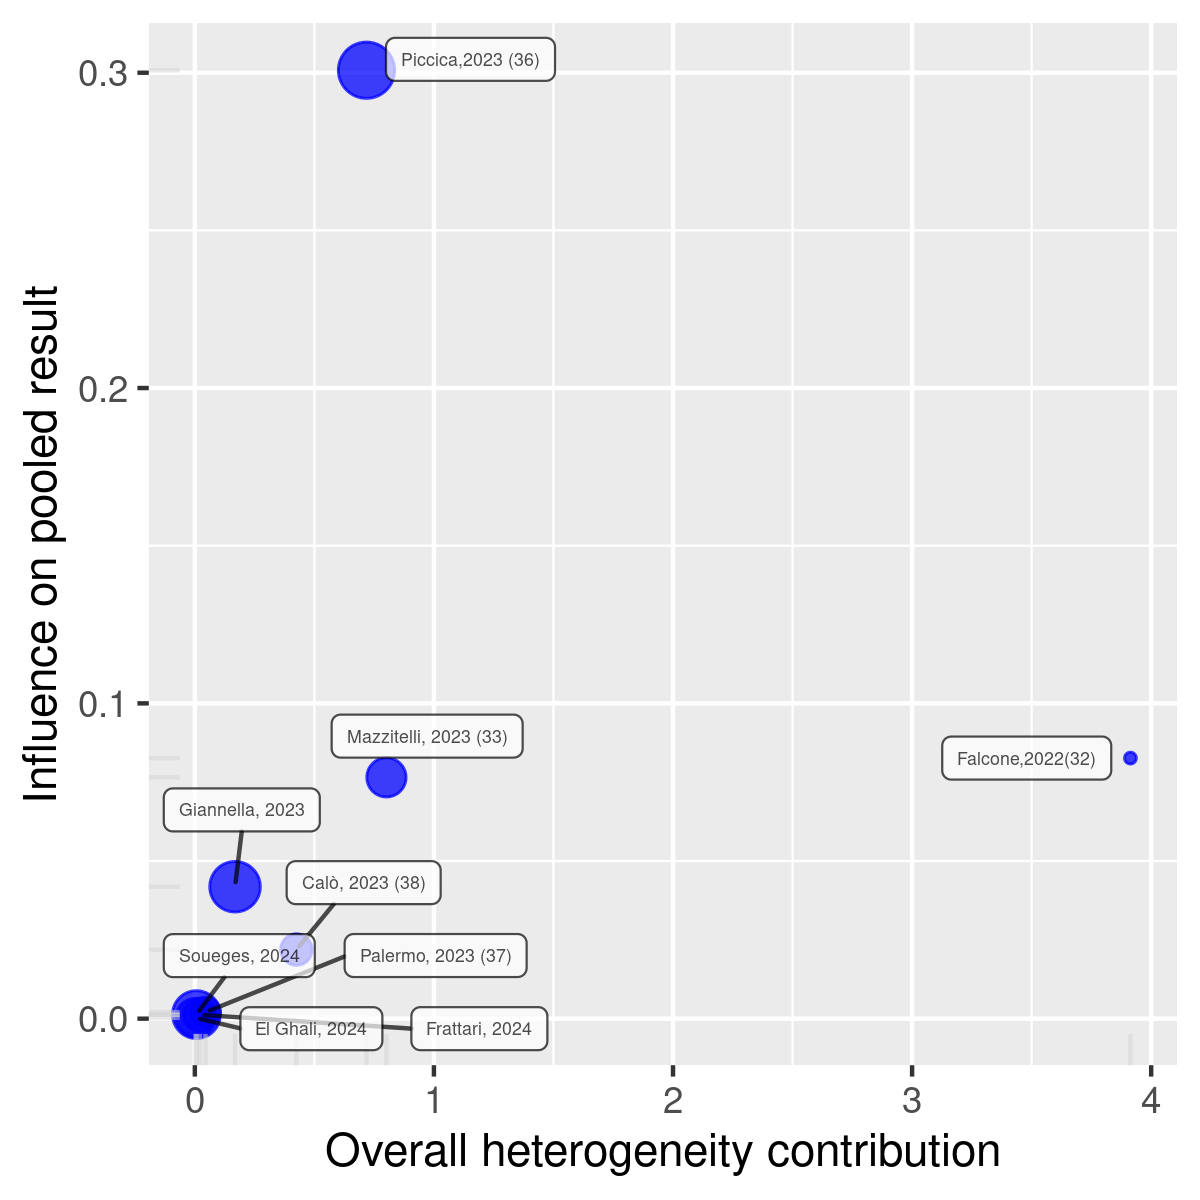 0.3
0.2
0.1
0.0
Influence on pooled result
Piccica,2023 (36)
Mazzitelli, 2023 (33)
Falcone,2022(32)
Giannella, 2023
Calò, 2023 (38)
Soueges, 2024
Palermo, 2023 (37)
El Ghali, 2024
Frattari, 2024
0
1
2
3
4
Overall heterogeneity contribution